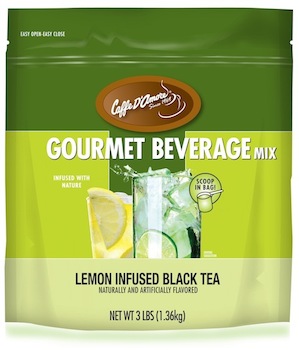 EASY OPEN-EASY CLOSE
Caffe D'Amore
Since 1968
GOURMET BEVERAGE MIX
INFUSED WITH
NATURE
SCOOP
IN BAG!
LEMON INFUSED BLACK TEA
NATURALLY AND ARTIFICIALLY FLAVORED
NET WT 3 LBS (1.36kg)